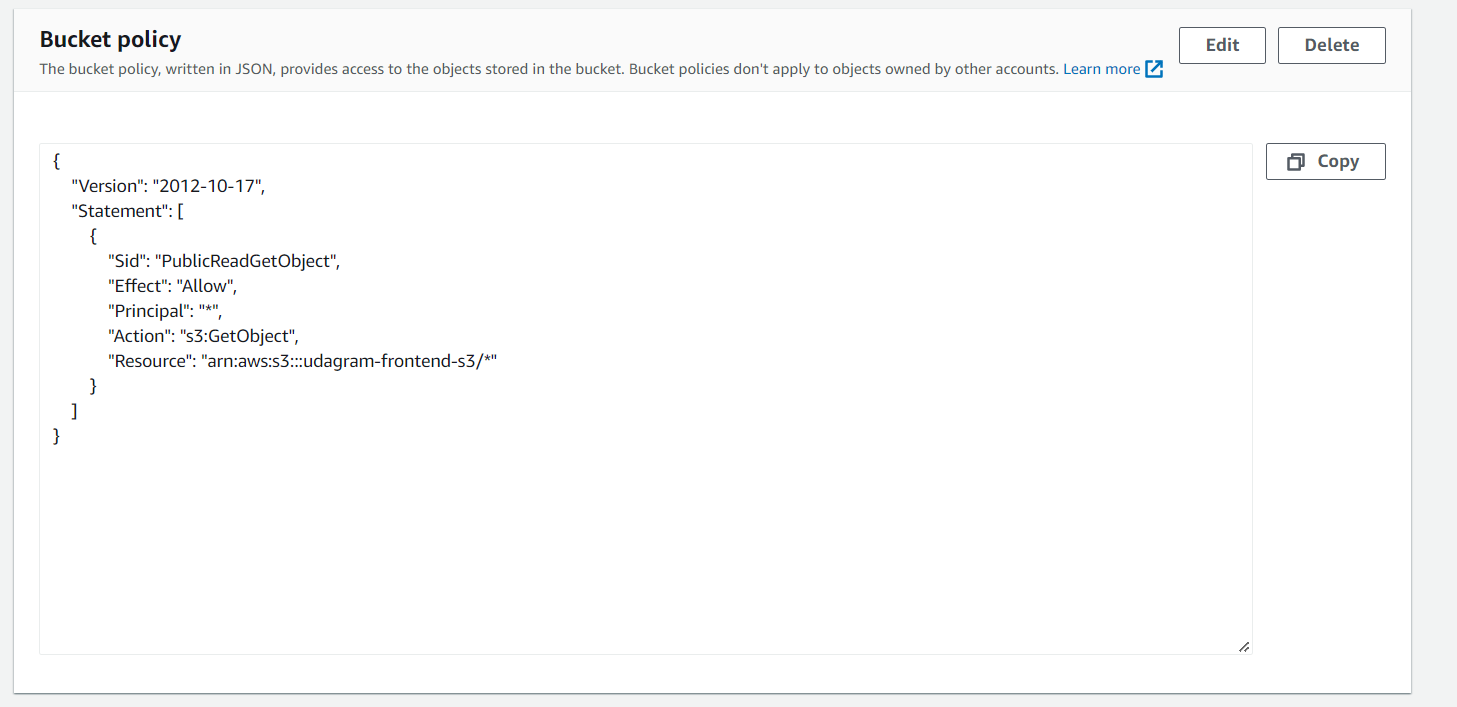 Bucket policy
Edit
Delete
The bucket policy, written in JSON, provides access to the objects stored in the bucket. Bucket policies don't apply to objects owned by other accounts. Learn more
Copy
{
"Version": "2012-10-17",
"Statement": [
{
"Sid": "PublicReadGetObject",
"Effect": "Allow",
"Principal": "*",
"Action": "s3:GetObject",
"Resource": "arn:aws:s3:::udagram-frontend-s3/*"
}
]
}